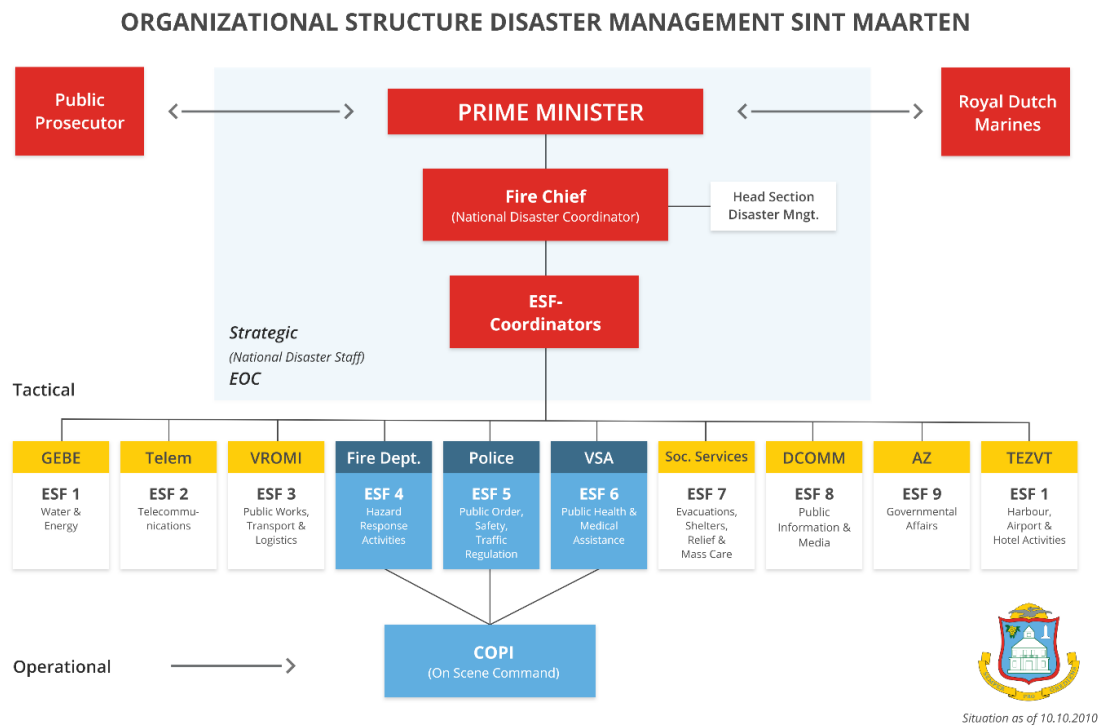 ORGANIZATIONAL STRUCTURE DISASTER MANAGEMENT SINT MAARTEN
Public
Prosecutor
PRIME MINISTER
Royal Dutch
Marines
Fire Chief
(National Disaster Coordinator)
Head Section
Disaster Mngt.
ESF-
Coordinators
Strategic
(National Disaster Staff)
EOC
Tactical
GEBE
ESF 1
Water &
Energy
Telem
ESF 2
Telecommu-
nications
VROMI
ESF 3
Public Works,
Transport &
Logistics
Fire Dept.
ESF 4
Hazard
Response
Activities
Police
ESF 5
Public Order,
Safety,
Traffic
Regulation
VSA
ESF 6
Public Health &
Medical
Assistance
Soc. Services
ESF 7
Evacuations,
Shelters,
Relief &
Mass Care
DCOMM
ESF 8
Public
Information &
Media
AZ
ESF 9
Governmental
Affairs
TEZVT
ESF 1
Harbour,
Airport &
Hotel Activities
COPI
(On Scene Command)
Operational
SEMPER
Situation as of 10.10.2010